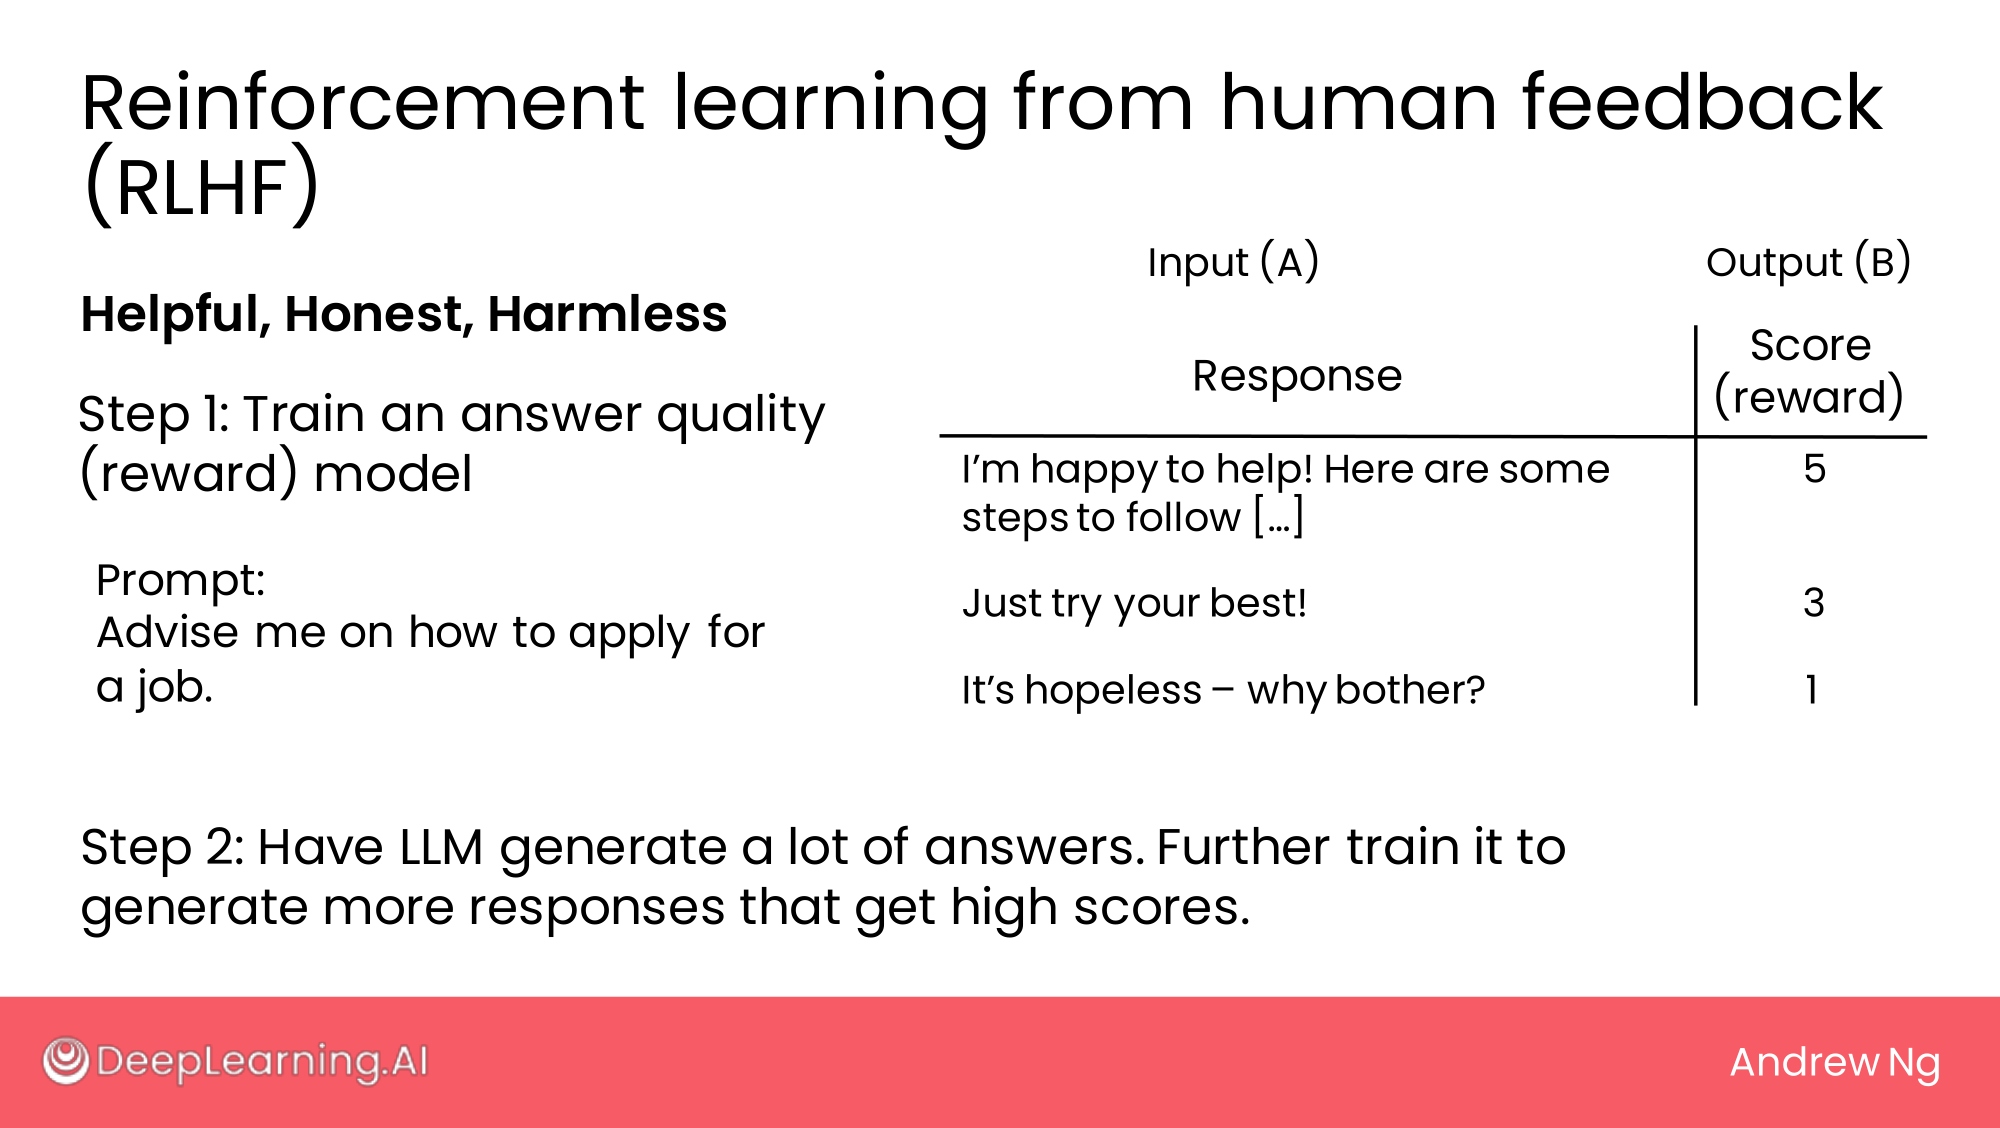 Reinforcement learning from human feedback
(RLHF)
Helpful, Honest, Harmless
Step 1: Train an answer quality
(reward) model
Prompt:
Advise me on how to apply for
a job.
Input (A)
Output (B)
Response
Score
(reward)
I'm happy to help! Here are some
steps to follow […]
5
Just try your best!
3
It's hopeless – why bother?
1
Step 2: Have LLM generate a lot of answers. Further train it to
generate more responses that get high scores.
DeepLearning.AI
Andrew Ng